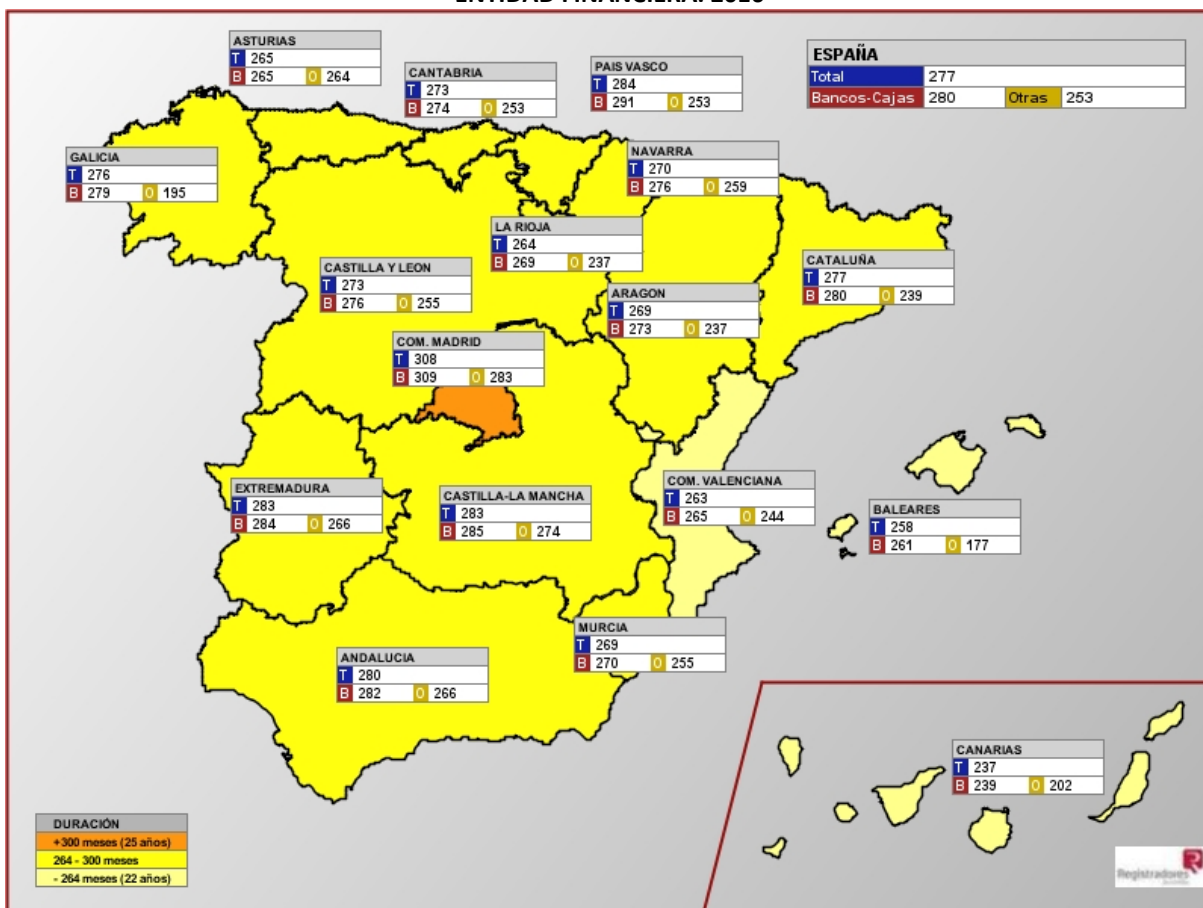 ASTURIAS
T 265
B 265 O 264
CANTABRIA
T 273
B 274 O 253
PAIS VASCO
T 284
B 291 O 253
ESPAÑA
Total 277
Bancos-Cajas 280 Otras 253
GALICIA
T 276
B 279 O 195
NAVARRA
T 270
B 276 O 259
LA RIOJA
T 264
B 269 O 237
CASTILLA Y LEON
T 273
B 276 O 255
CATALUÑA
T 277
B 280 O 239
ARAGON
T 269
B 273 O 237
COM. MADRID
T 308
B 309 O 283
EXTREMADURA
T 283
B 284 O 266
CASTILLA-LA MANCHA
T 283
B 285 O 274
COM. VALENCIANA
T 263
B 265 O 244
BALEARES
T 258
B 261 O 177
MURCIA
T 269
B 270 O 255
ANDALUCIA
T 280
B 282 O 266
CANARIAS
T 237
B 239 O 202
DURACIÓN
+300 meses (25 años)
264 - 300 meses
- 264 meses (22 años)
Registradores